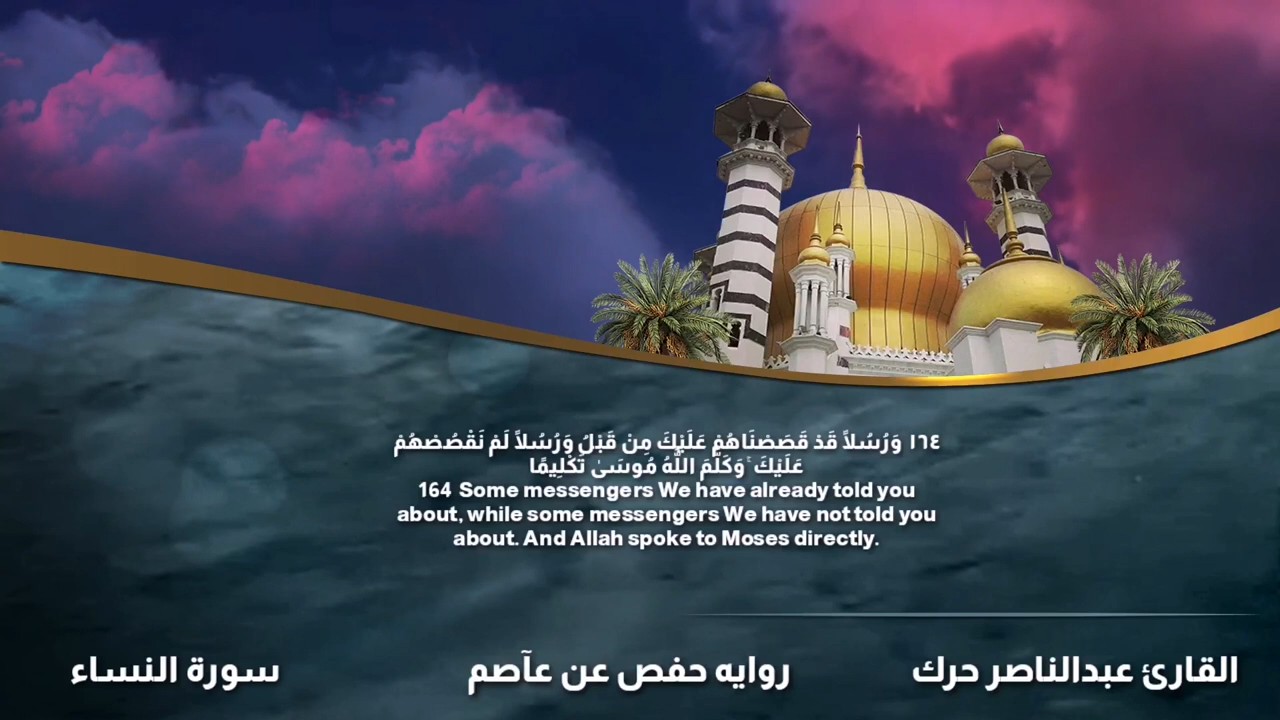 ١٦٤ وَرُسُلاً قَدْ قَصَصْنَاهُمْ عَلَيْكَ مِنْ قَبْلُ وَرُسُلاً لَمْ نَقْصُصْهُمْ
عَلَيْكَ ۚ وَكَلَّمَ اللَّهُ مُوسَىٰ تَكْلِيمًا
164 Some messengers We have already told you
about, while some messengers We have not told you
about. And Allah spoke to Moses directly.
القارئ عبدالناصر حرك
روايه حفص عن عآصم
سورة النساء